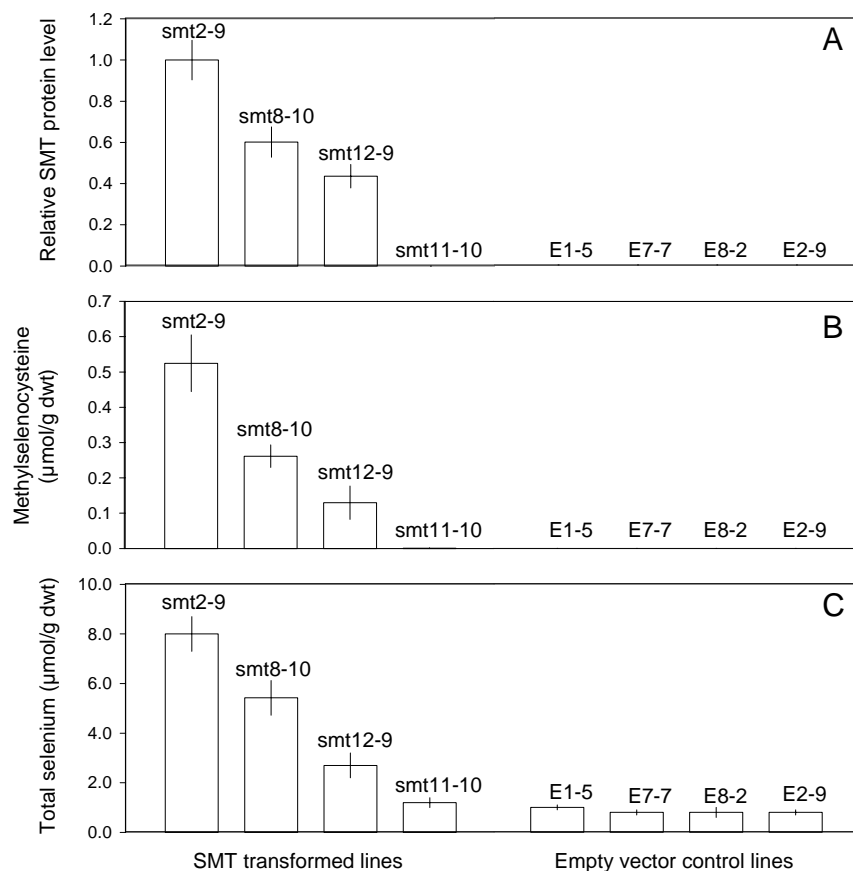 A
Relative SMT protein level
1.2
1.0
0.8
0.6
0.4
0.2
0.0
smt2-9
smt8-10
smt12-9
smt11-10
E1-5
E7-7
E8-2
E2-9
B
Methylselenocysteine
(µmol/g dwt)
0.7
0.6
0.5
0.4
0.3
0.2
0.1
0.0
smt2-9
smt8-10
smt12-9
smt11-10
E1-5
E7-7
E8-2
E2-9
C
Total selenium (µmol/g dwt)
10.0
8.0
6.0
4.0
2.0
0.0
smt2-9
smt8-10
smt12-9
smt11-10
E1-5
E7-7
E8-2
E2-9
SMT transformed lines
Empty vector control lines